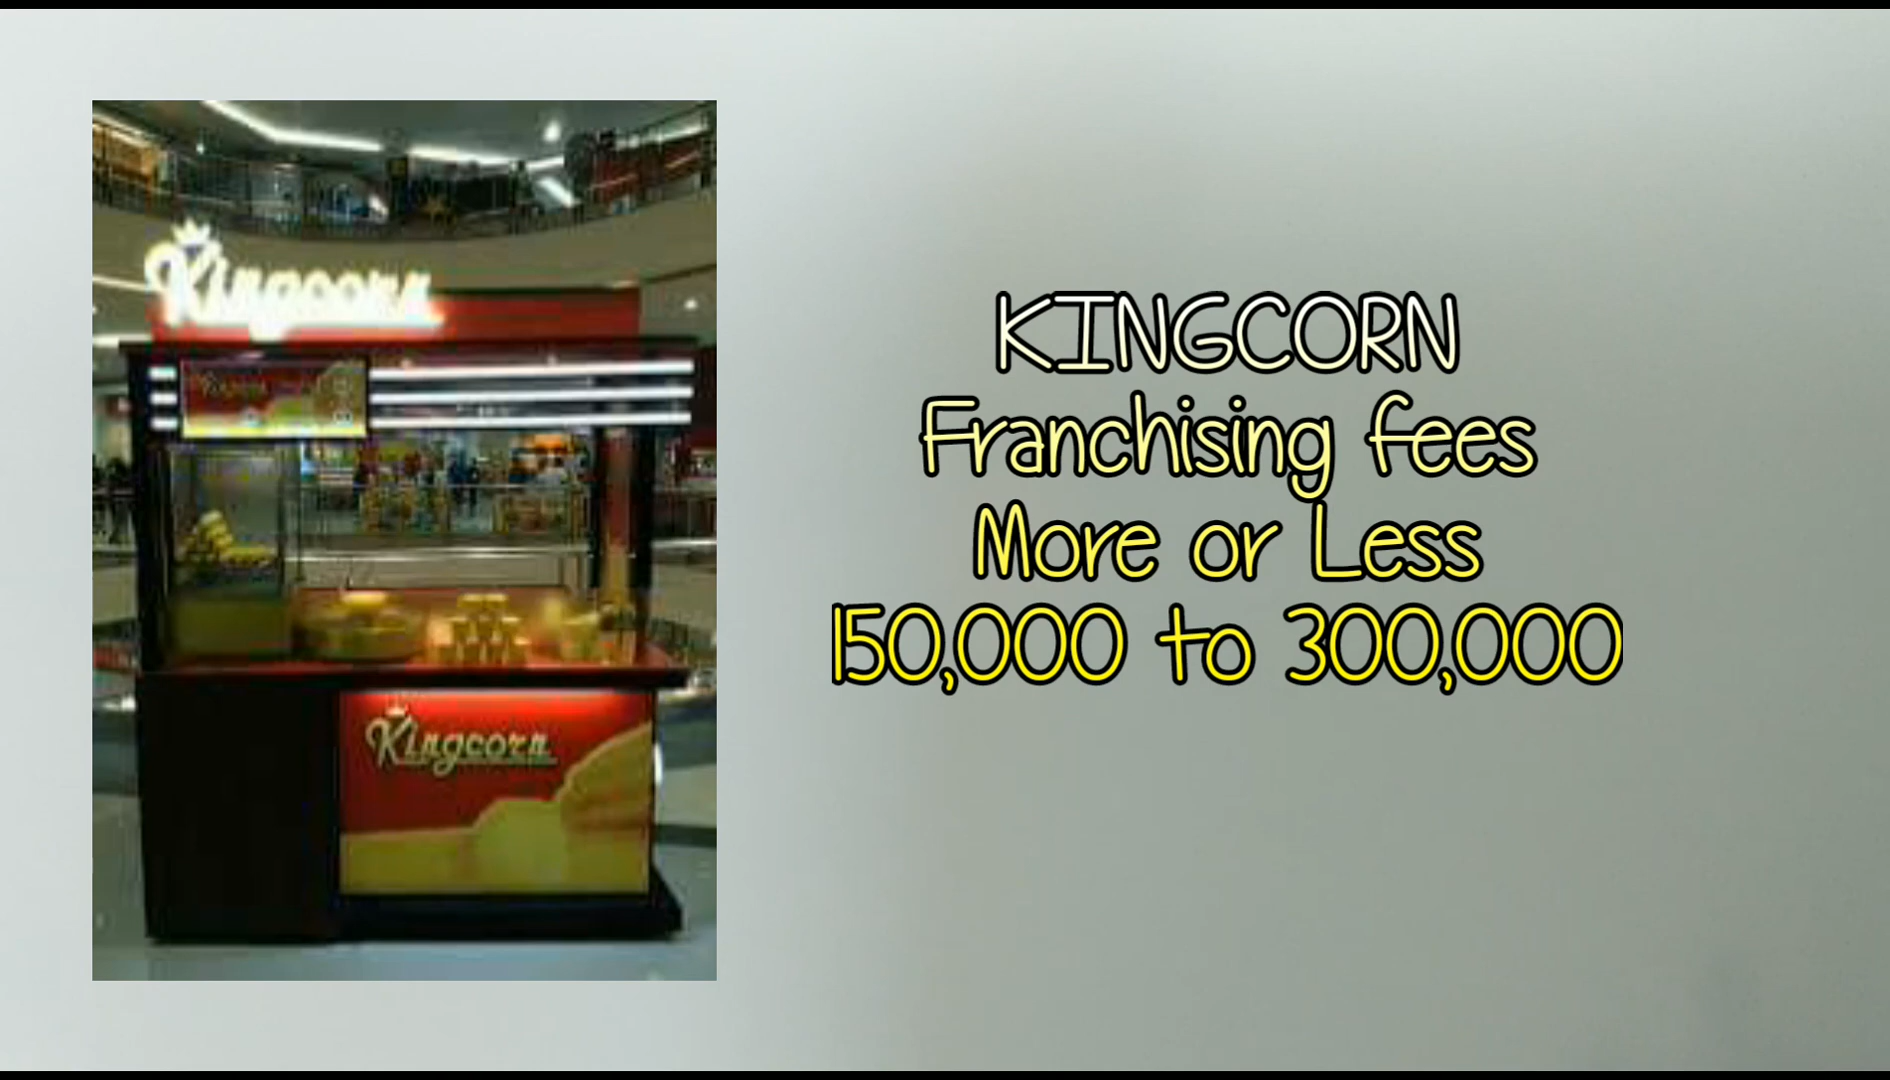 Kingcorn
Kingcorn
KINGCORN
Franchising fees
More or Less
150,000 to 300,000